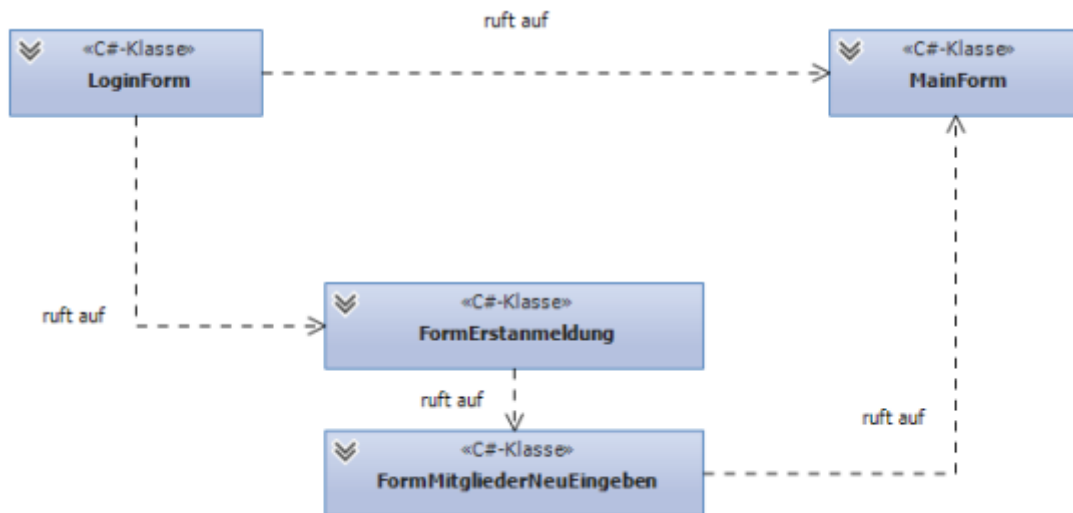 ruft auf
«C#-Klasse»
LoginForm
«C#-Klasse»
MainForm
ruft auf
«C#-Klasse»
FormErstanmeldung
ruft auf
ruft auf
«C#-Klasse»
FormMitgliederNeuEingeben